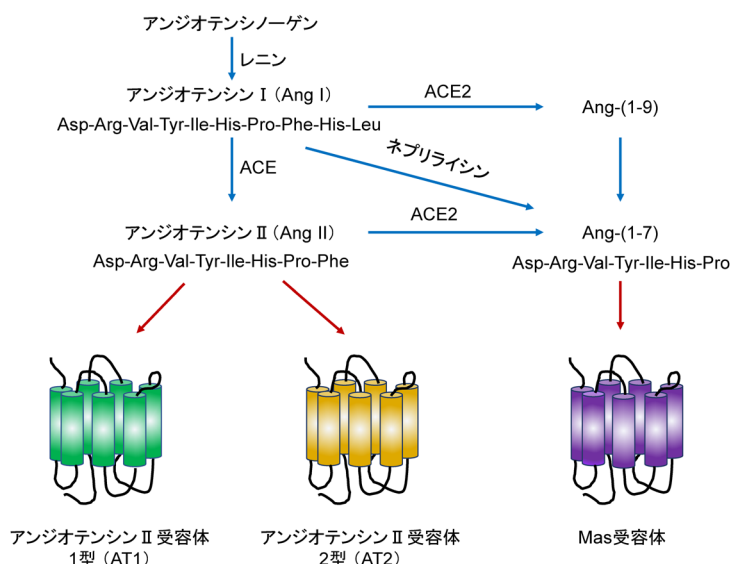 アンジオテンシノーゲン
レニン
アンジオテンシンⅠ（Ang I）
ACE2
Ang-(1-9)
Asp-Arg-Val-Tyr-Ile-His-Pro-Phe-His-Leu
ACE
ネプリライシン
アンジオテンシンⅡ（Ang II）
ACE2
Ang-(1-7)
Asp-Arg-Val-Tyr-Ile-His-Pro-Phe
Asp-Arg-Val-Tyr-Ile-His-Pro
アンジオテンシンⅡ受容体
1型（AT1）
アンジオテンシンⅡ受容体
2型（AT2）
Mas受容体